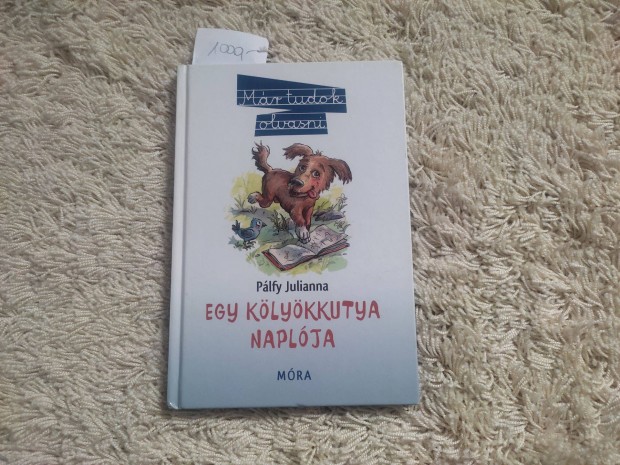 1000,-
Már tudok
olvasni
Pálfy Julianna
EGY KÖLYÖKKUTYA
NAPLÓJA
MÓRA